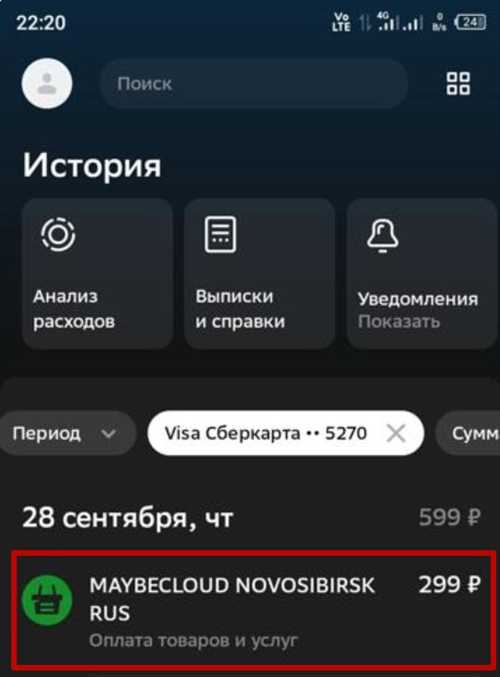 22:20
Vo
LTE
4G
0
B/s
24
Поиск
История
Анализ
расходов
Выписки
и справки
Уведомления
Показать
Период
Visa Сберкарта •• 5270
Сумм
28 сентября, чт
599 ₽
MAYBECLOUD NOVOSIBIRSK
RUS
299 ₽
Оплата товаров и услуг